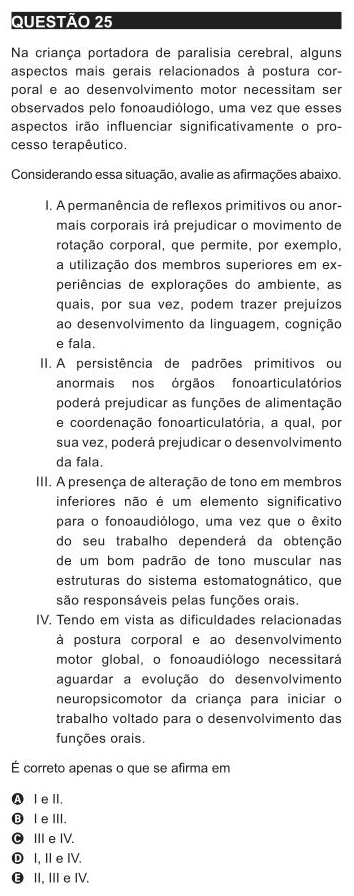 QUESTÃO 25
Na criança portadora de paralisia cerebral, alguns
aspectos mais gerais relacionados à postura cor-
poral e ao desenvolvimento motor necessitam ser
observados pelo fonoaudiólogo, uma vez que esses
aspectos irão influenciar significativamente o pro-
cesso terapêutico.
Considerando essa situação, avalie as afirmações abaixo.
I. A permanência de reflexos primitivos ou anor-
mais corporais irá prejudicar o movimento de
rotação corporal, que permite, por exemplo,
a utilização dos membros superiores em ex-
periências de explorações do ambiente, as
quais, por sua vez, podem trazer prejuízos
ao desenvolvimento da linguagem, cognição
e fala.
II. A persistência de padrões primitivos ou
anormais nos órgãos fonoarticulatórios
poderá prejudicar as funções de alimentação
e coordenação fonoarticulatória, a qual, por
sua vez, poderá prejudicar o desenvolvimento
da fala.
III. A presença de alteração de tono em membros
inferiores não é um elemento significativo
para o fonoaudiólogo, uma vez que o êxito
do seu trabalho dependerá da obtenção
de um bom padrão de tono muscular nas
estruturas do sistema estomatognático, que
são responsáveis pelas funções orais.
IV. Tendo em vista as dificuldades relacionadas
à postura corporal e ao desenvolvimento
motor global, o fonoaudiólogo necessitará
aguardar a evolução do desenvolvimento
neuropsicomotor da criança para iniciar o
trabalho voltado para o desenvolvimento das
funções orais.
É correto apenas o que se afirma em
A I e II.
B I e III.
C III e IV.
D I, II e IV.
E II, III e IV.